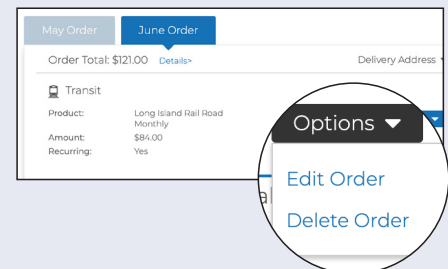 May Order June Order
Order Total: $121.00 Details> Delivery Address
Transit
Product: Long Island Rail Road
Monthly
Amount: $84.00
Recurring: Yes
Options
Edit Order
Delete Order